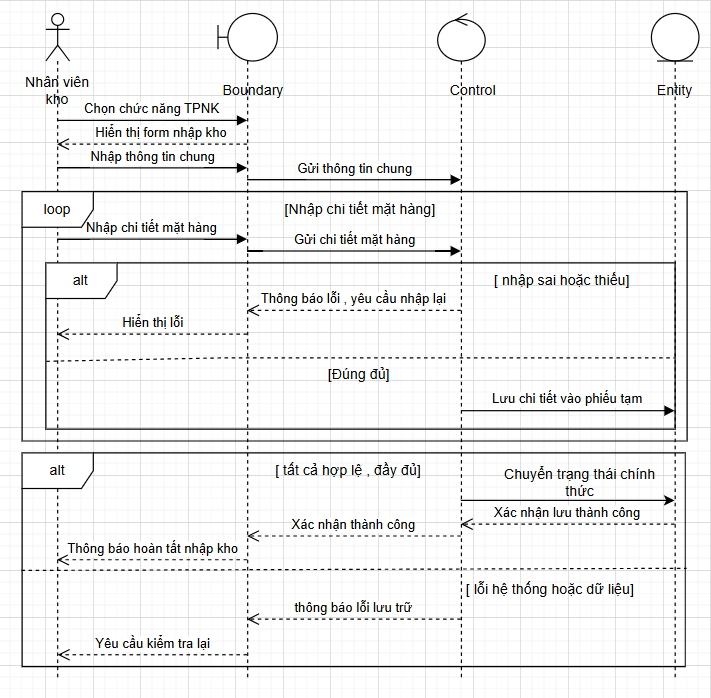 Nhân viên
kho
Boundary
Control
Entity
Chọn chức năng TPNK
Hiển thị form nhập kho
Nhập thông tin chung
Gửi thông tin chung
loop
[Nhập chi tiết mặt hàng]
Nhập chi tiết mặt hàng
Gửi chi tiết mặt hàng
alt
[ nhập sai hoặc thiếu]
Thông báo lỗi , yêu cầu nhập lại
Hiển thị lỗi
[Đúng đủ]
Lưu chi tiết vào phiếu tạm
alt
[ tất cả hợp lệ , đầy đủ]
Chuyển trạng thái chính
thức
Xác nhận lưu thành công
Xác nhận thành công
Thông báo hoàn tất nhập kho
[ lỗi hệ thống hoặc dữ liệu]
thông báo lỗi lưu trữ
Yêu cầu kiểm tra lại